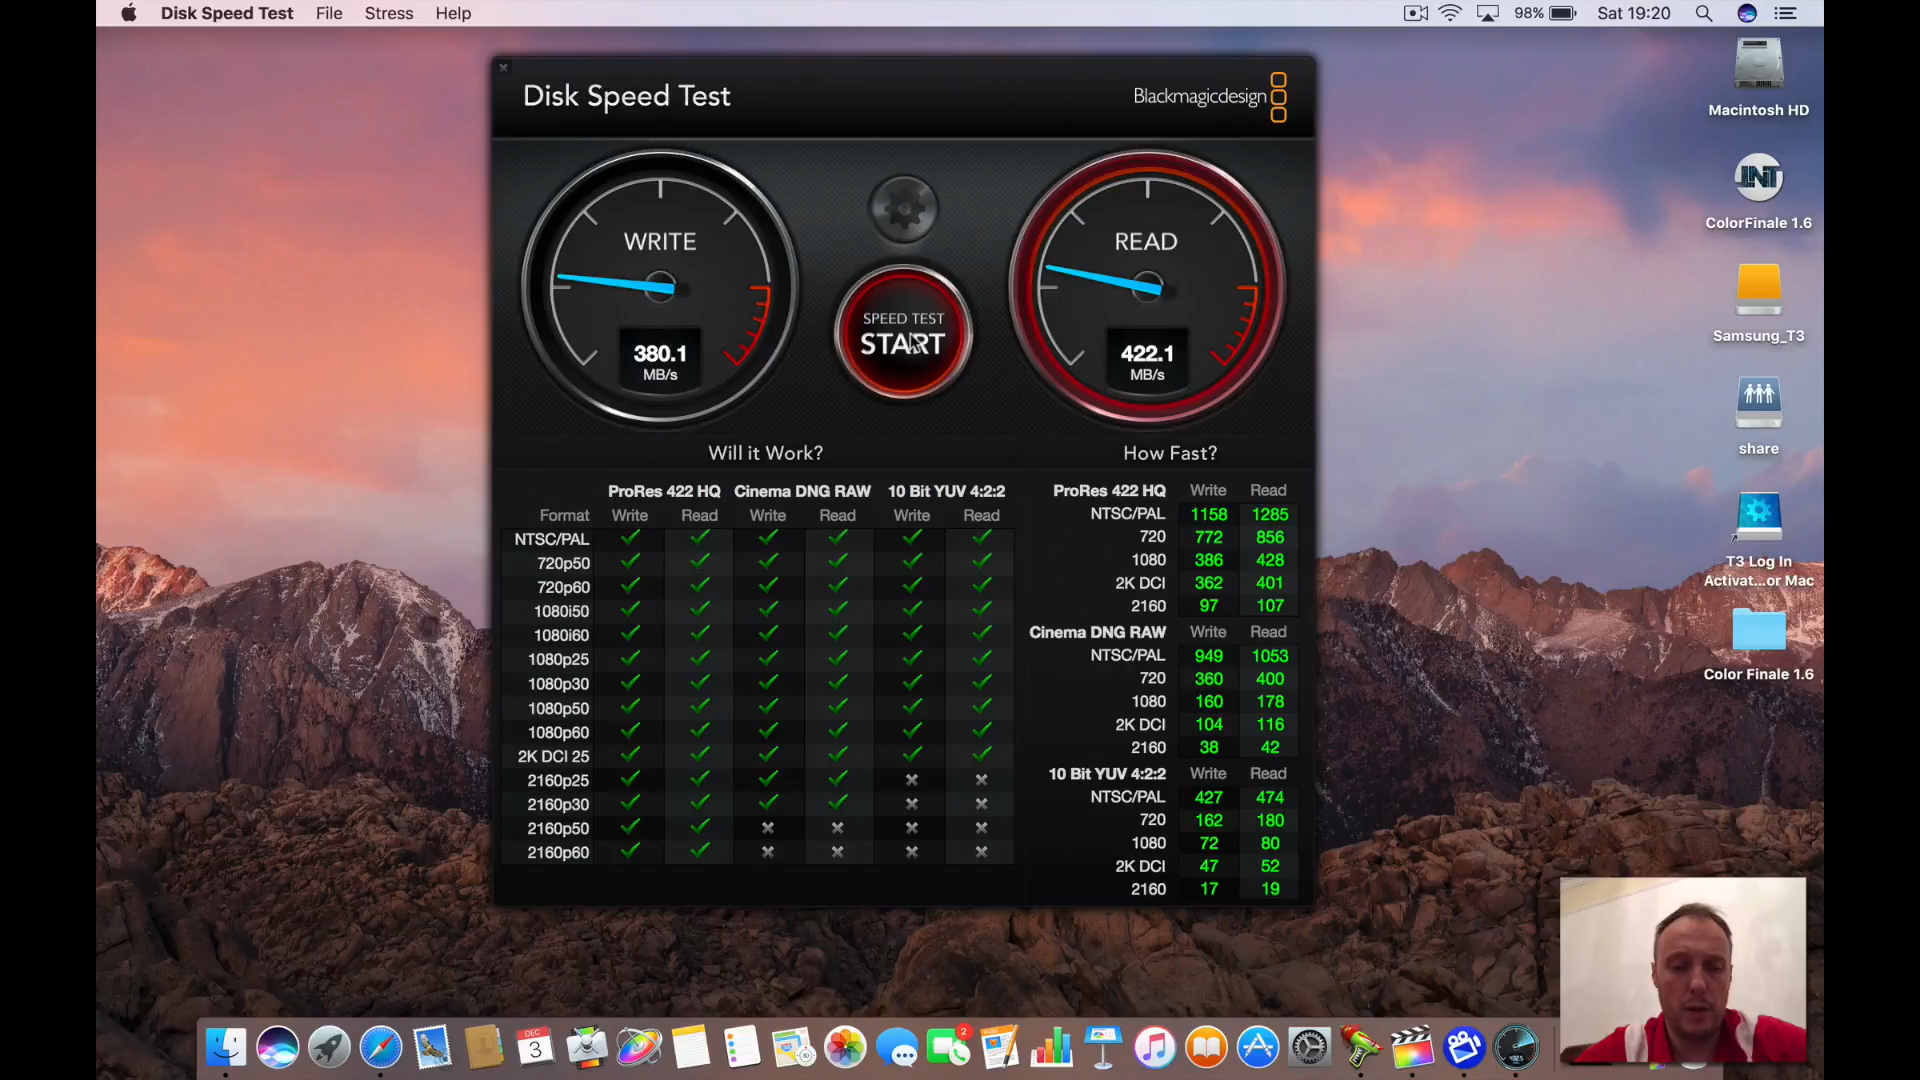 Disk Speed Test File Stress Help 98% Sat 19:20
Disk Speed Test
Blackmagicdesign
WRITE
380.1
MB/s
SPEED TEST
START
READ
422.1
MB/s
Will it Work?
ProRes 422 HQ Cinema DNG RAW 10 Bit YUV 4:2:2
Format Write Read Write Read Write Read
NTSC/PAL
720p50
720p60
1080i50
1080i60
1080p25
1080p30
1080p50
1080p60
2K DCI 25
2160p25
2160p30
2160p50
2160p60
How Fast?
ProRes 422 HQ Write Read
NTSC/PAL 1158 1285
720 772 856
1080 386 428
2K DCI 362 401
2160 97 107
Cinema DNG RAW Write Read
NTSC/PAL 949 1053
720 360 400
1080 160 178
2K DCI 104 116
2160 38 42
10 Bit YUV 4:2:2 Write Read
NTSC/PAL 427 474
720 162 180
1080 72 80
2K DCI 47 52
2160 17 19
Macintosh HD
INT
ColorFinale 1.6
Samsung_T3
share
T3 Log In
Activat...or Mac
Color Finale 1.6
DEC
3
2